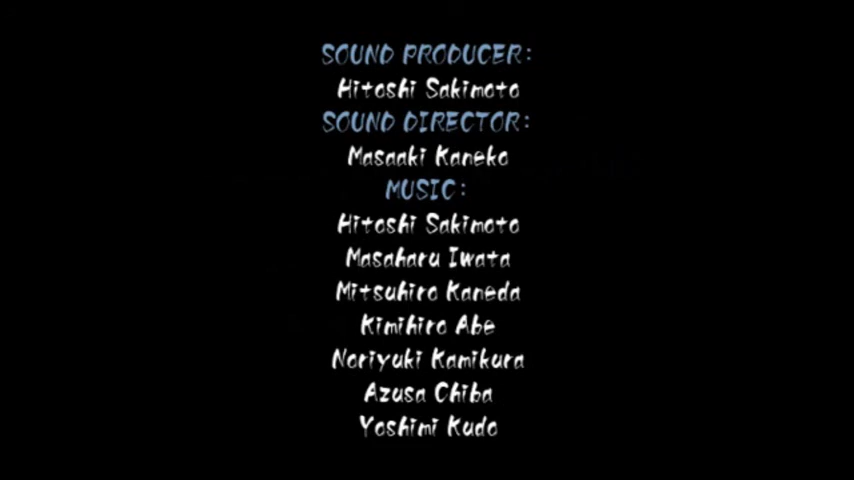 SOUND PRODUCER:
Hitoshi Sakimoto
SOUND DIRECTOR:
Masaaki Kaneko
MUSIC:
Hitoshi Sakimoto
Masaharu Iwata
Mitsuhiro Kaneda
Kimihiro Abe
Noriyuki Kamikura
Azusa Chiba
Yoshimi Kudo